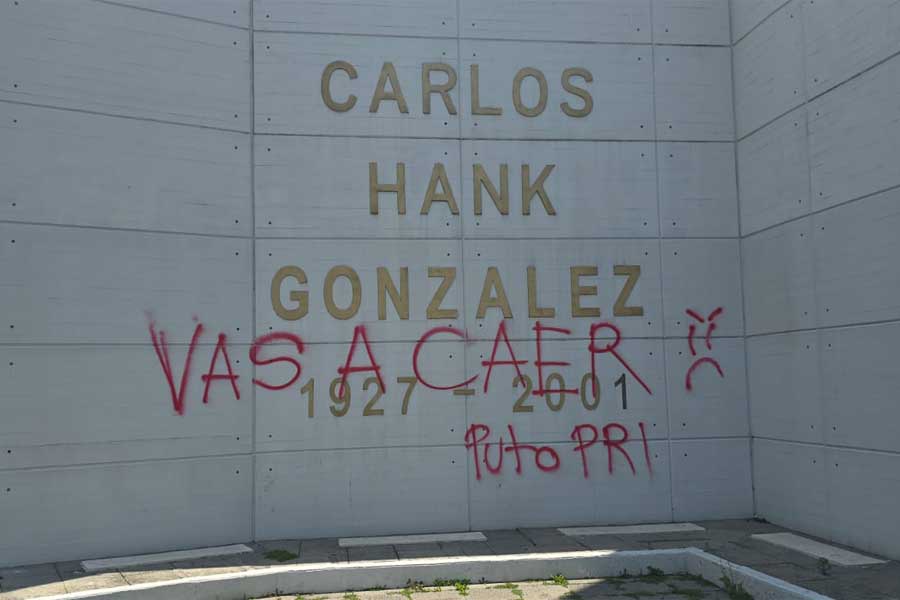 CARLOS
HANK
GONZALEZ
VAS A CAER
1927 - 2001
Puto PRI